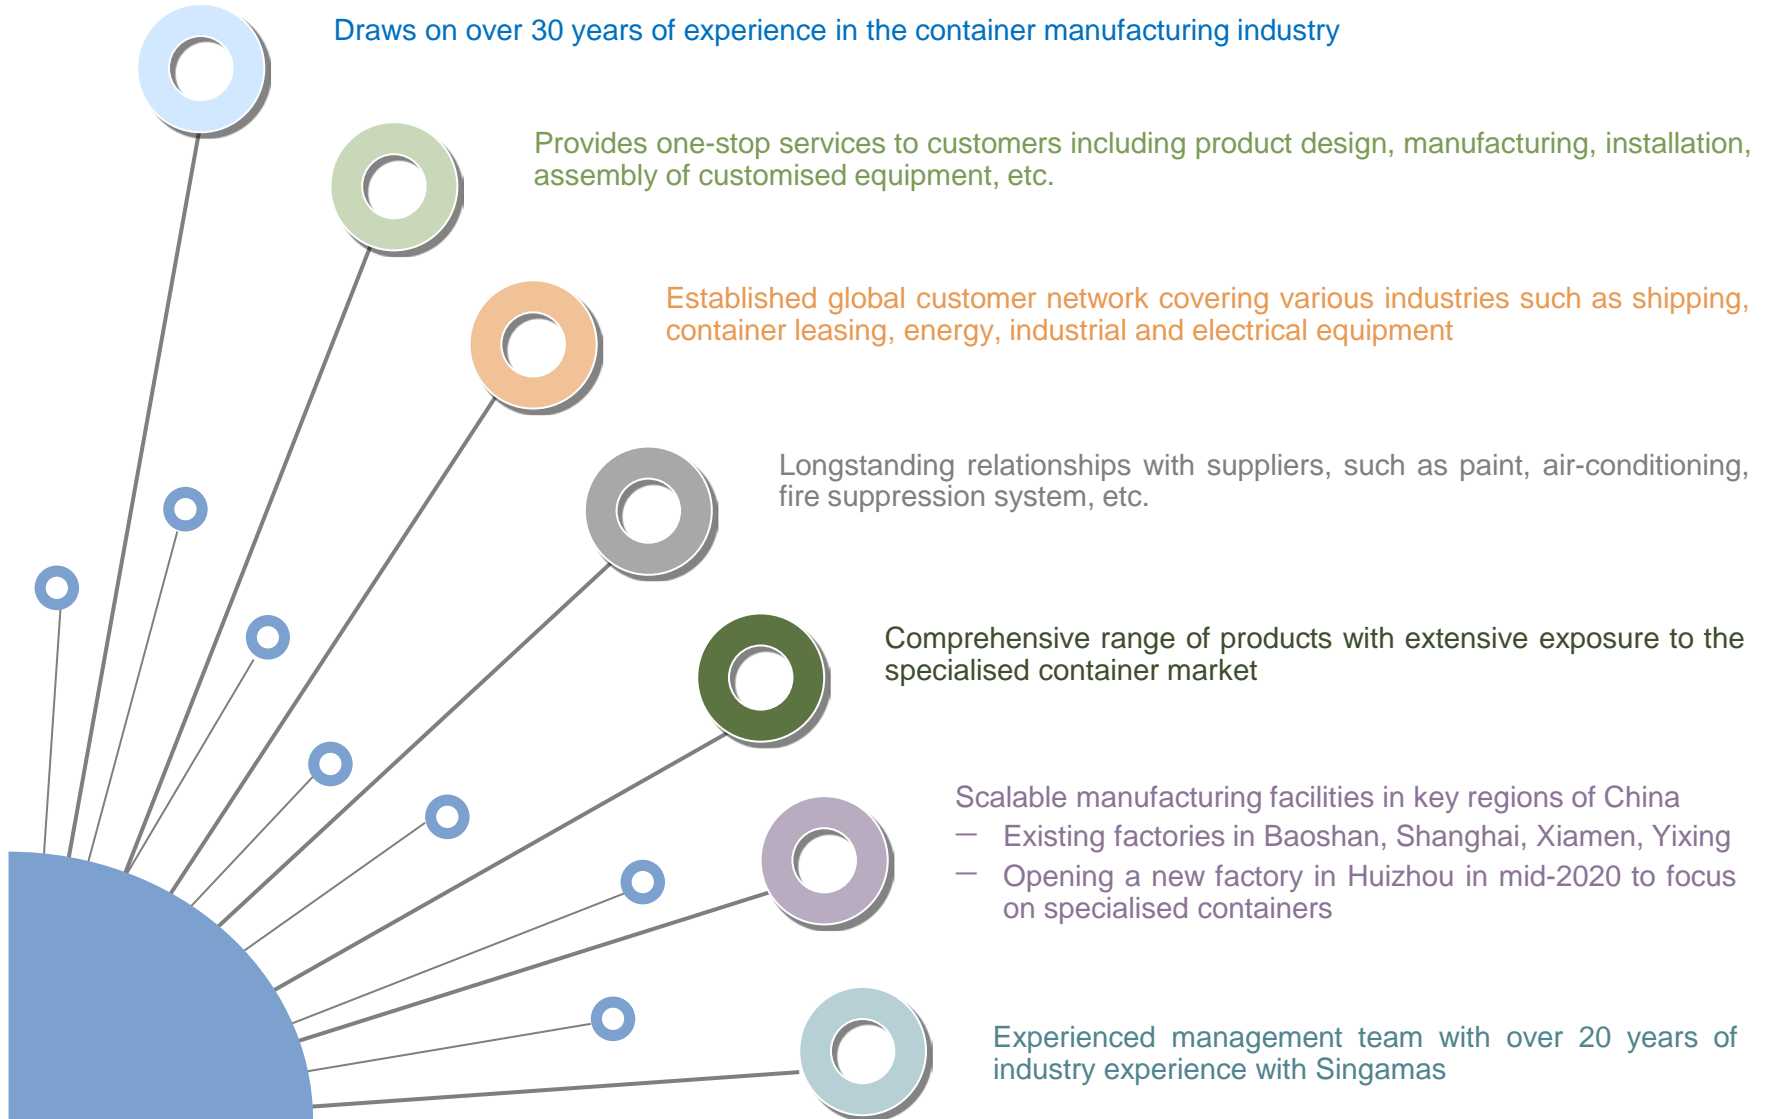 Draws on over 30 years of experience in the container manufacturing industry
Provides one-stop services to customers including product design, manufacturing, installation,
assembly of customised equipment, etc.
Established global customer network covering various industries such as shipping,
container leasing, energy, industrial and electrical equipment
Longstanding relationships with suppliers, such as paint, air-conditioning,
fire suppression system, etc.
Comprehensive range of products with extensive exposure to the
specialised container market
Scalable manufacturing facilities in key regions of China
— Existing factories in Baoshan, Shanghai, Xiamen, Yixing
— Opening a new factory in Huizhou in mid-2020 to focus
on specialised containers
Experienced management team with over 20 years of
industry experience with Singamas